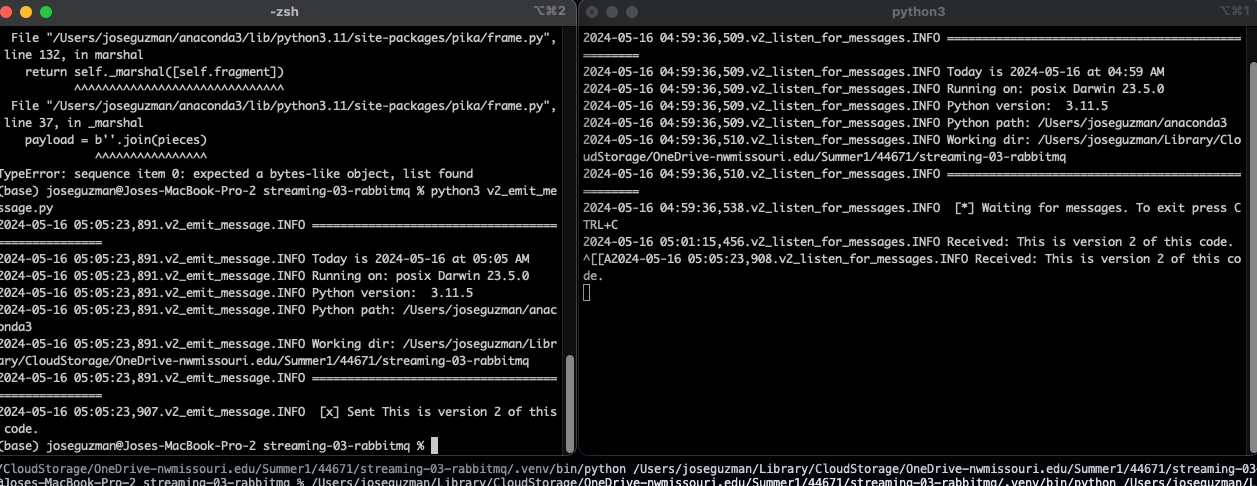 -zsh
⌥⌘2
File "/Users/joseguzman/anaconda3/lib/python3.11/site-packages/pika/frame.py",
line 132, in marshal
return self._marshal([self.fragment])
^^^^^^^^^^^^^^^^^^^^^^^^^^^^^^
File "/Users/joseguzman/anaconda3/lib/python3.11/site-packages/pika/frame.py",
line 37, in _marshal
payload = b''.join(pieces)
^^^^^^^^^^^^^^^^
TypeError: sequence item 0: expected a bytes-like object, list found
(base) joseguzman@Joses-MacBook-Pro-2 streaming-03-rabbitmq % python3 v2_emit_me
ssage.py
2024-05-16 05:05:23,891.v2_emit_message.INFO ===================================
===============
2024-05-16 05:05:23,891.v2_emit_message.INFO Today is 2024-05-16 at 05:05 AM
2024-05-16 05:05:23,891.v2_emit_message.INFO Running on: posix Darwin 23.5.0
2024-05-16 05:05:23,891.v2_emit_message.INFO Python version:  3.11.5
2024-05-16 05:05:23,891.v2_emit_message.INFO Python path: /Users/joseguzman/anac
onda3
2024-05-16 05:05:23,891.v2_emit_message.INFO Working dir: /Users/joseguzman/Libr
ary/CloudStorage/OneDrive-nwmissouri.edu/Summer1/44671/streaming-03-rabbitmq
2024-05-16 05:05:23,891.v2_emit_message.INFO ===================================
===============
2024-05-16 05:05:23,907.v2_emit_message.INFO  [x] Sent This is version 2 of this
code.
(base) joseguzman@Joses-MacBook-Pro-2 streaming-03-rabbitmq %
python3
⌥⌘1
2024-05-16 04:59:36,509.v2_listen_for_messages.INFO ==========================================
========
2024-05-16 04:59:36,509.v2_listen_for_messages.INFO Today is 2024-05-16 at 04:59 AM
2024-05-16 04:59:36,509.v2_listen_for_messages.INFO Running on: posix Darwin 23.5.0
2024-05-16 04:59:36,509.v2_listen_for_messages.INFO Python version:  3.11.5
2024-05-16 04:59:36,509.v2_listen_for_messages.INFO Python path: /Users/joseguzman/anaconda3
2024-05-16 04:59:36,510.v2_listen_for_messages.INFO Working dir: /Users/joseguzman/Library/Clo
udStorage/OneDrive-nwmissouri.edu/Summer1/44671/streaming-03-rabbitmq
2024-05-16 04:59:36,510.v2_listen_for_messages.INFO ==========================================
========
2024-05-16 04:59:36,538.v2_listen_for_messages.INFO  [*] Waiting for messages. To exit press C
TRL+C
2024-05-16 05:01:15,456.v2_listen_for_messages.INFO Received: This is version 2 of this code.
^[[A2024-05-16 05:05:23,908.v2_listen_for_messages.INFO Received: This is version 2 of this co
de.
/CloudStorage/OneDrive-nwmissouri.edu/Summer1/44671/streaming-03-rabbitmq/.venv/bin/python /Users/joseguzman/Library/CloudStorage/OneDrive-nwmissouri.edu/Summer1/44671/streaming-03
@Joses-MacBook-Pro-2 streaming-03-rabbitmq % /Users/joseguzman/Library/CloudStorage/OneDrive-nwmissouri.edu/Summer1/44671/streaming-03-rabbitmq/.venv/bin/python /Users/joseguzman/L